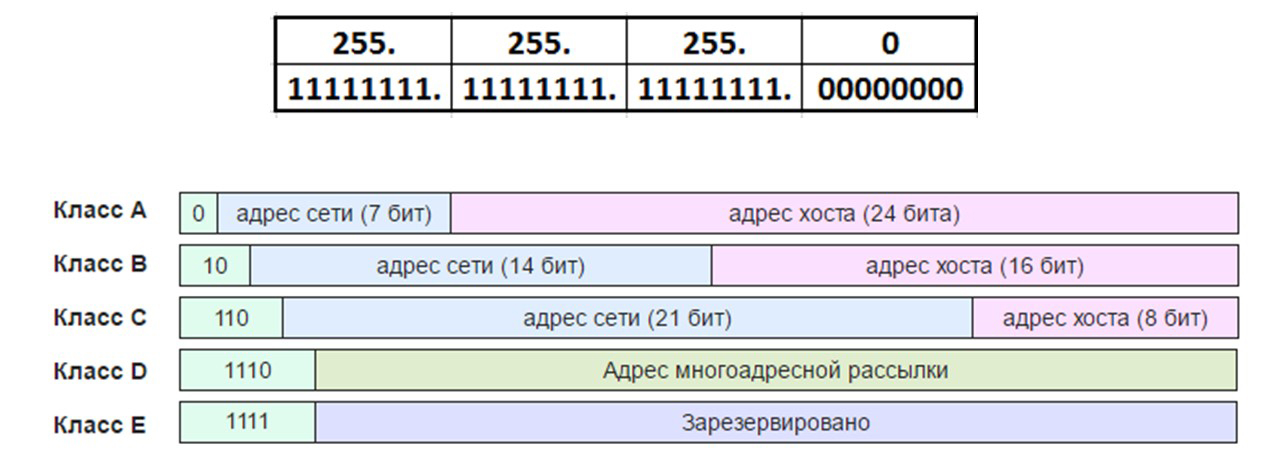 255. 255. 255. 0
11111111. 11111111. 11111111. 00000000
Класс A 0 адрес сети (7 бит) адрес хоста (24 бита)
Класс B 10 адрес сети (14 бит) адрес хоста (16 бит)
Класс C 110 адрес сети (21 бит) адрес хоста (8 бит)
Класс D 1110 Адрес многоадресной рассылки
Класс E 1111 Зарезервировано